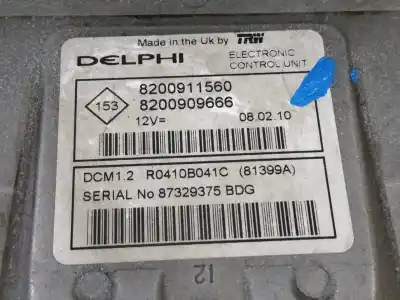 Made in the Uk by TRW
DELPHI
ELECTRONIC
CONTROL UNIT
153
8200911560
8200909666
12V=
08.02.10
DCM1.2 R0410B041C (81399A)
SERIAL No 87329375 BDG
12